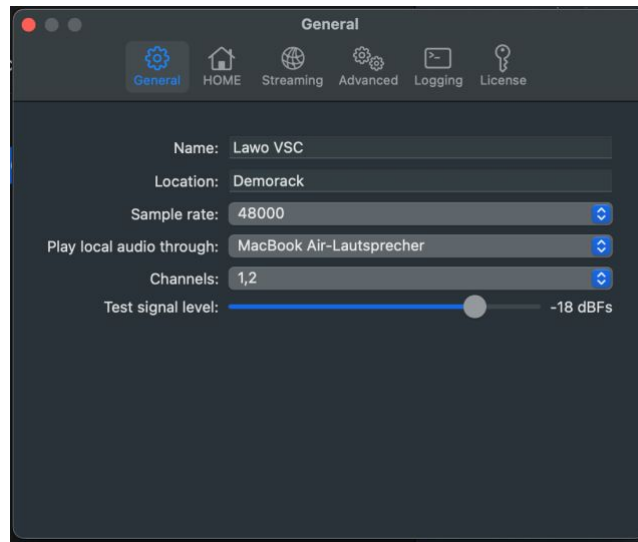 General
General HOME Streaming Advanced Logging License
Name: Lawo VSC
Location: Demorack
Sample rate: 48000
Play local audio through: MacBook Air-Lautsprecher
Channels: 1,2
Test signal level: -18 dBFs